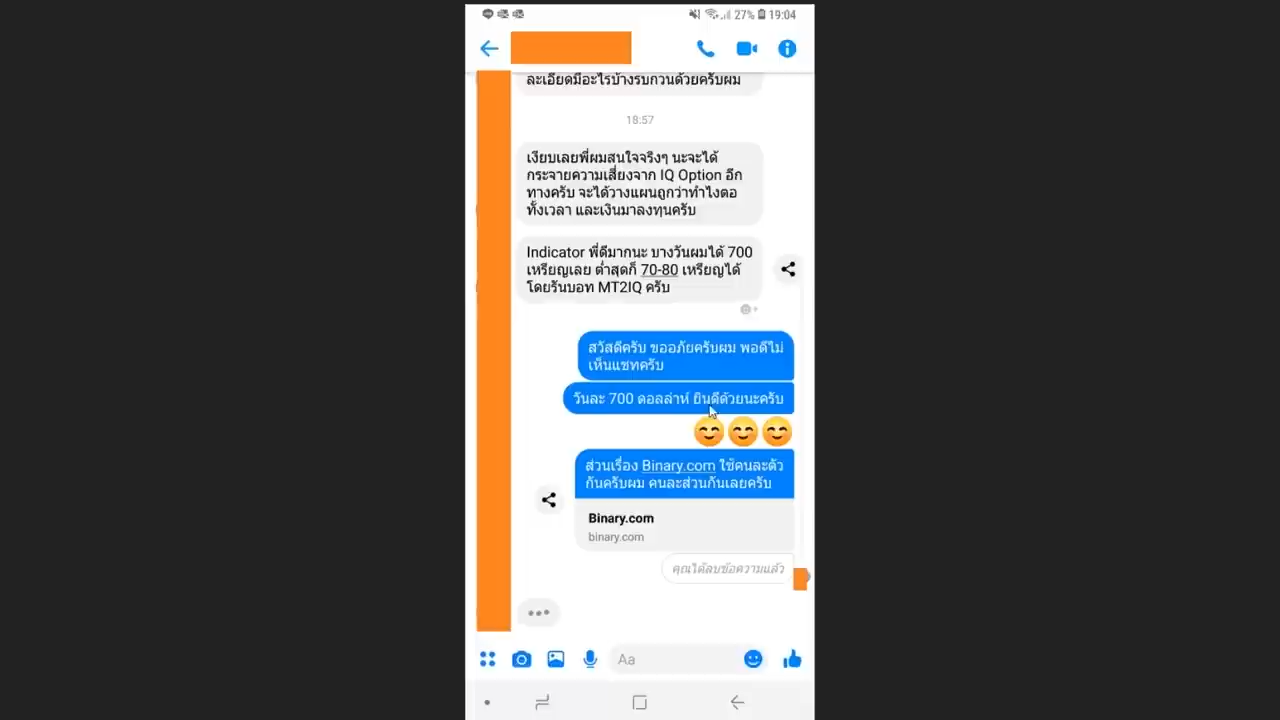 27% 19:04
ละเอียดมีอะไรบ้างรบกวนด้วยครับผม
18:57
เงียบเลยพี่ผมสนใจจริงๆ นะจะได้
กระจายความเสี่ยงจาก IQ Option อีก
ทางครับ จะได้วางแผนถูกว่าทำไงตอ
ทั้งเวลา และเงินมาลงทุนครับ
Indicator พี่ดีมากนะ บางวันผมได้ 700
เหรียญเลย ต่ำสุดก็ 70-80 เหรียญได้
โดยรันบอท MT2IQ ครับ
สวัสดีครับ ขออภัยครับผม พอดีไม่
เห็นแชทครับ
วันละ 700 ดอลล่าห์ ยินดีด้วยนะครับ
ส่วนเรื่อง Binary.com ใช้คนละตัว
กันครับผม คนละส่วนกันเลยครับ
Binary.com
binary.com
คุณได้ลบข้อความแล้ว
Aa